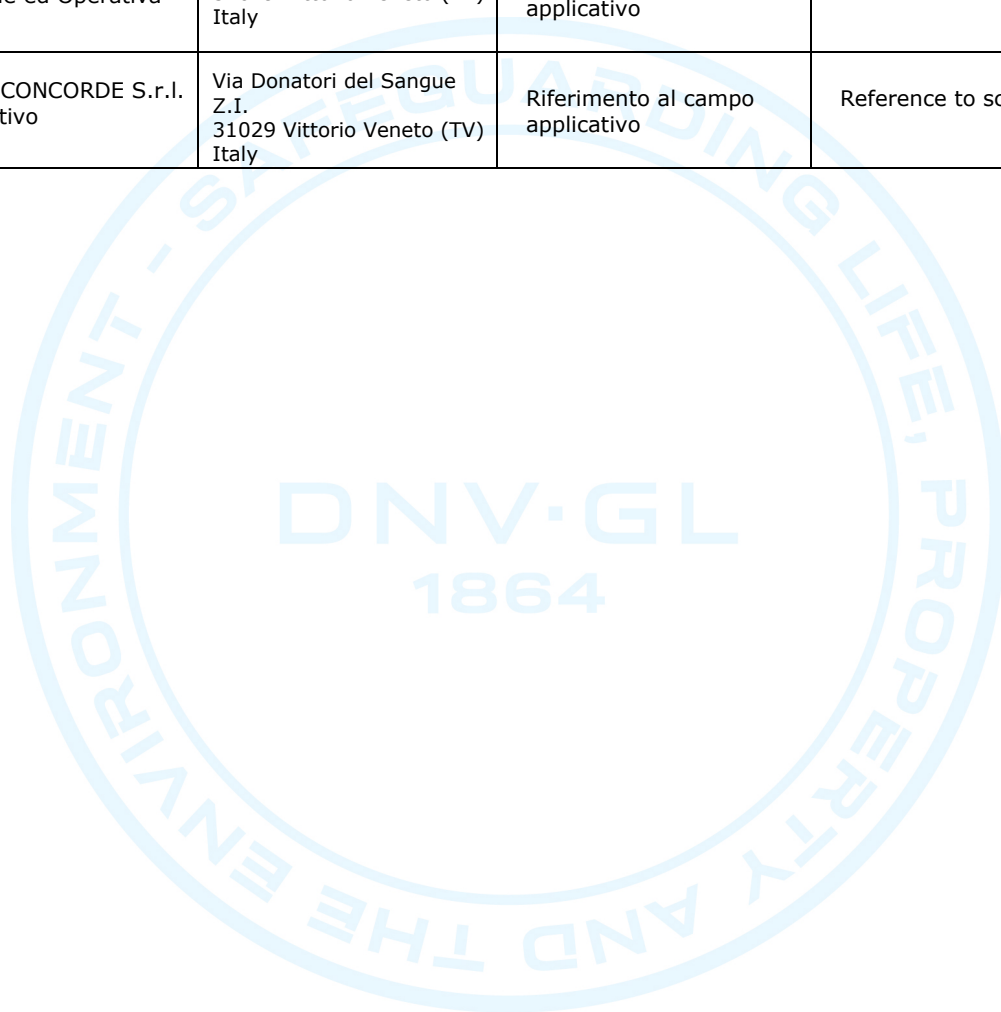 ed Operativa
Italy
applicativo
CONCORDE S.r.l.
tivo
Via Donatori del Sangue
Z.I.
31029 Vittorio Veneto (TV)
Italy
Riferimento al campo
applicativo
Reference to
SAFEGUARDING LIFE, PROPERTY AND THE ENVIRONMENT -
DNV·GL
1864